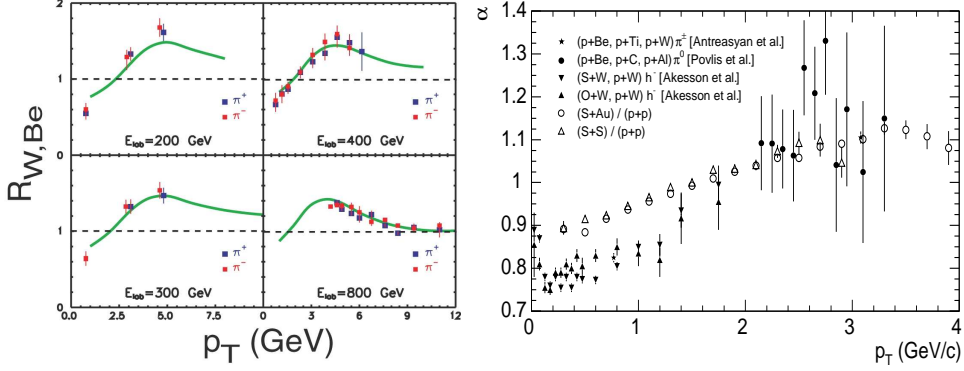 R_W,Be
2
1
0
2
1
0
π⁺
π⁻
E_lab=200 GeV
π⁺
π⁻
E_lab=400 GeV
π⁺
π⁻
E_lab=300 GeV
π⁺
π⁻
E_lab=800 GeV
0.0 2.5 5.0 7.5 0 3 6 9 12
p_T (GeV)
α
1.4
1.3
1.2
1.1
1
0.9
0.8
0.7
(p+Be, p+Ti, p+W) π± [Antreasyan et al.]
(p+Be, p+C, p+Al) π⁰ [Povlis et al.]
(S+W, p+W) h⁻ [Akesson et al.]
(O+W, p+W) h⁻ [Akesson et al.]
(S+Au) / (p+p)
(S+S) / (p+p)
0 1 2 3 4
p_T (GeV/c)